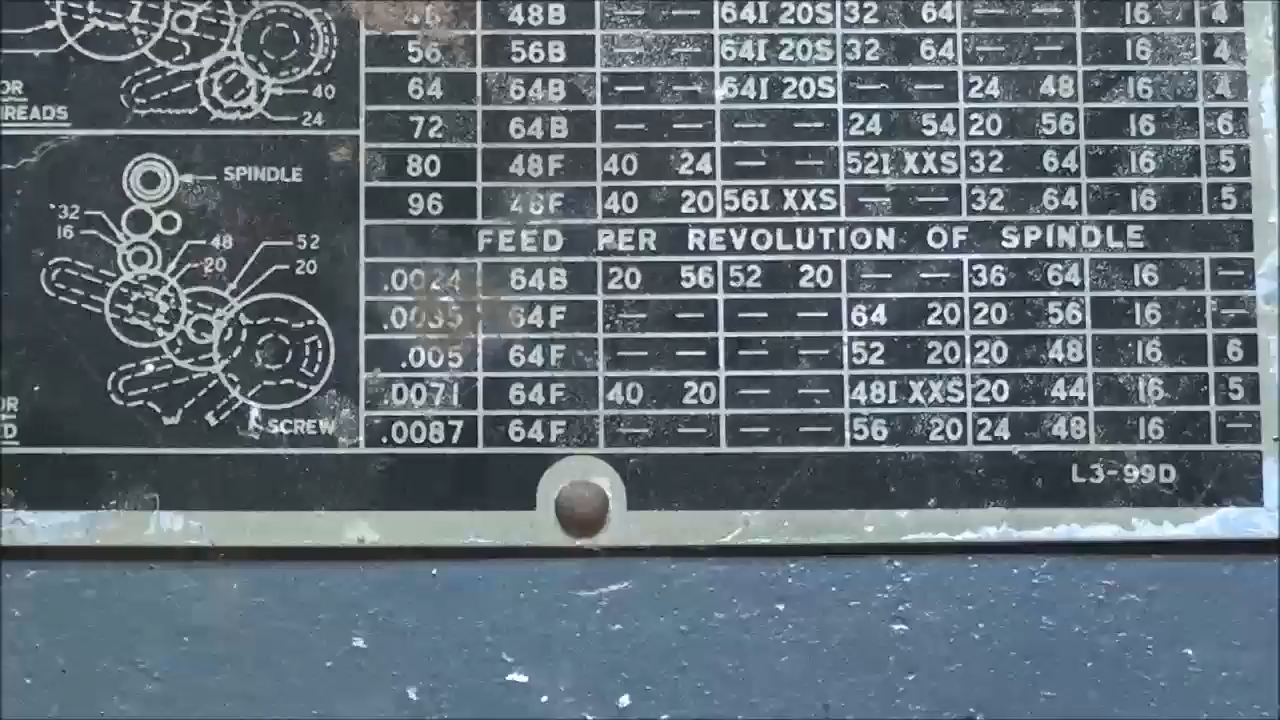 48B — — 64I 20S 32 64 — — 16 4
56 56B — — 64I 20S 32 64 — — 16 4
64 64B — — 64I 20S — — 24 48 16 4
72 64B — — — — 24 54 20 56 16 6
80 48F 40 24 — — 52I XXS 32 64 16 5
96 48F 40 20 56I XXS — — 32 64 16 5
FEED PER REVOLUTION OF SPINDLE
.0024 64B 20 56 52 20 — — 36 64 16 —
.0035 64F — — — — 64 20 20 56 16 —
.005 64F — — — — 52 20 20 48 16 6
.0071 64F 40 20 — — 48I XXS 20 44 16 5
.0087 64F — — — — 56 20 24 48 16 —
L3-99D
40
OR
READS
24
SPINDLE
32
16
48
20
52
20
OR
D
SCREW